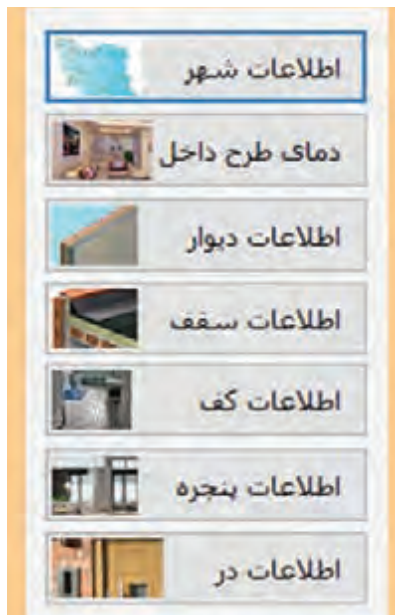 اطلاعات شهر
دمای طرح داخل
اطلاعات دیوار
اطلاعات سقف
اطلاعات کف
اطلاعات پنجره
اطلاعات در